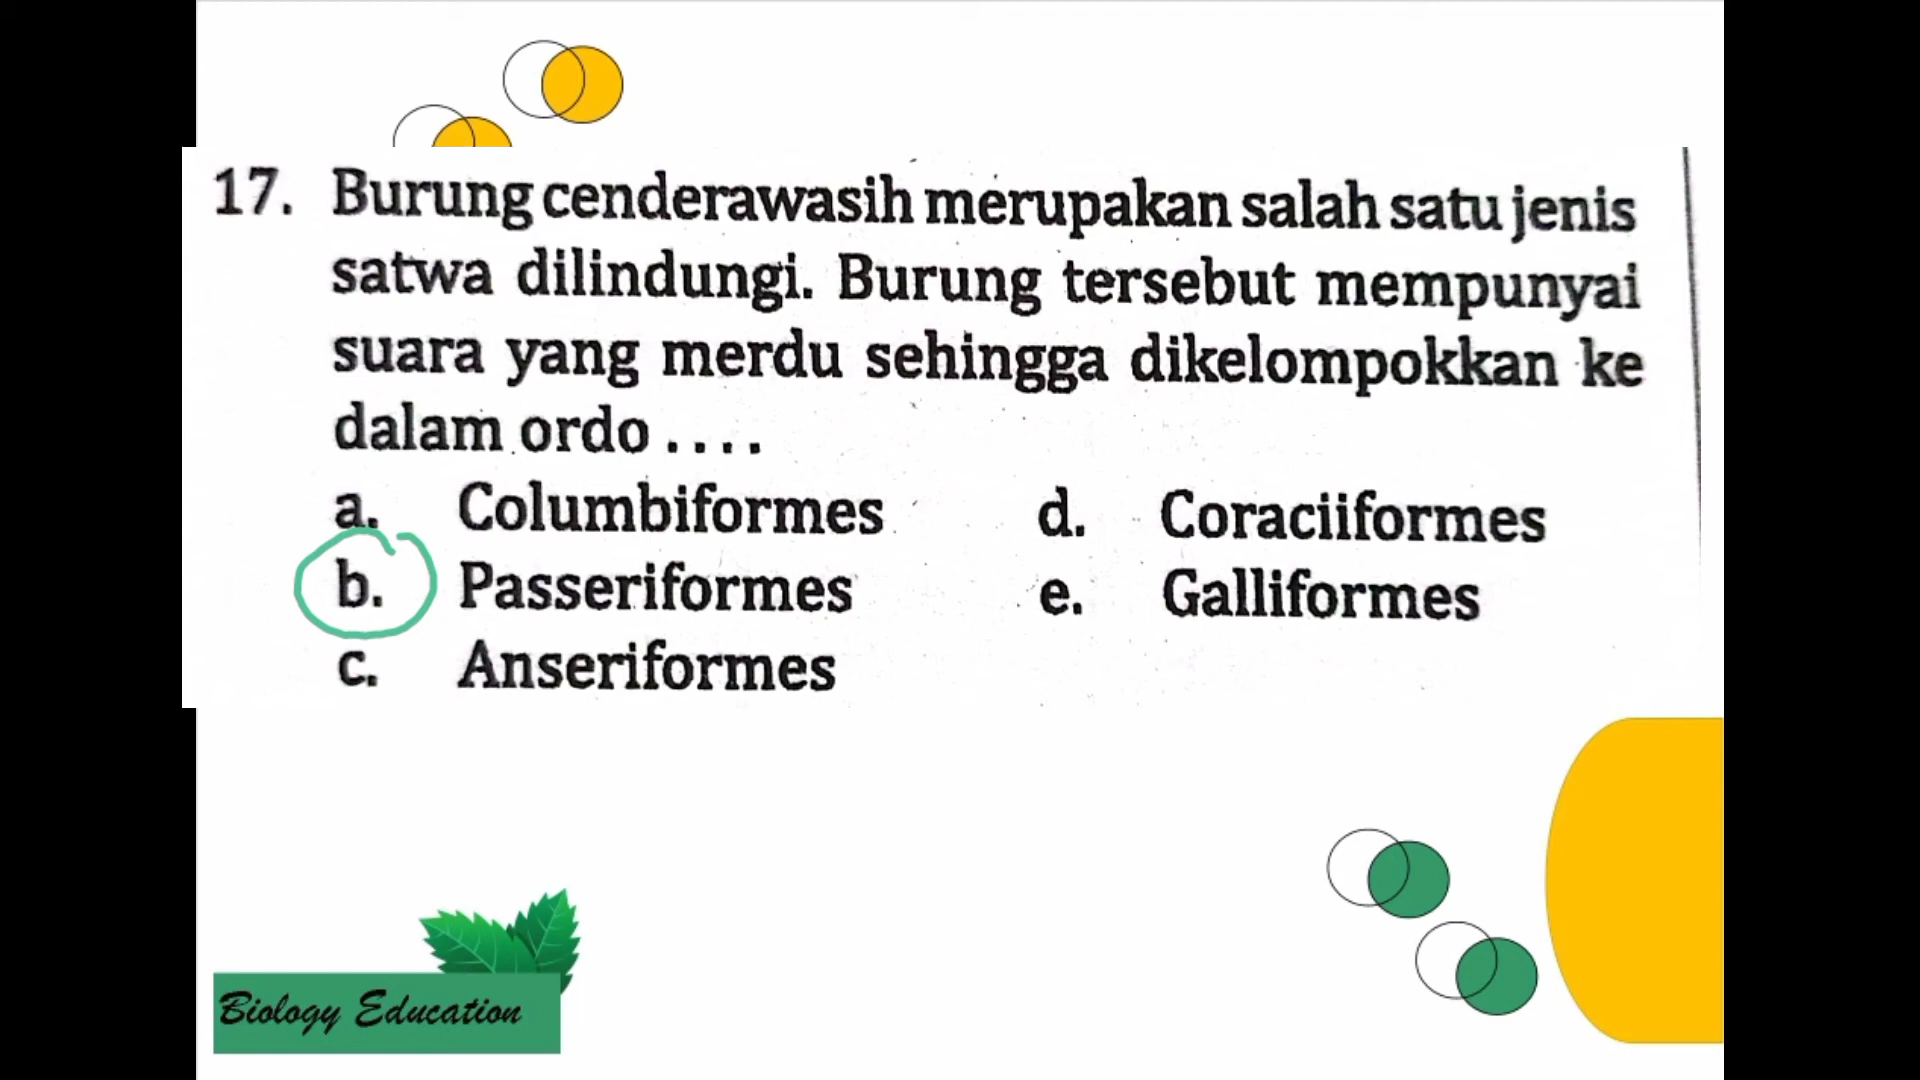 17. Burung cenderawasih merupakan salah satu jenis
satwa dilindungi. Burung tersebut mempunyai
suara yang merdu sehingga dikelompokkan ke
dalam ordo ....
a. Columbiformes
b. Passeriformes
c. Anseriformes
d. Coraciiformes
e. Galliformes
Biology Education